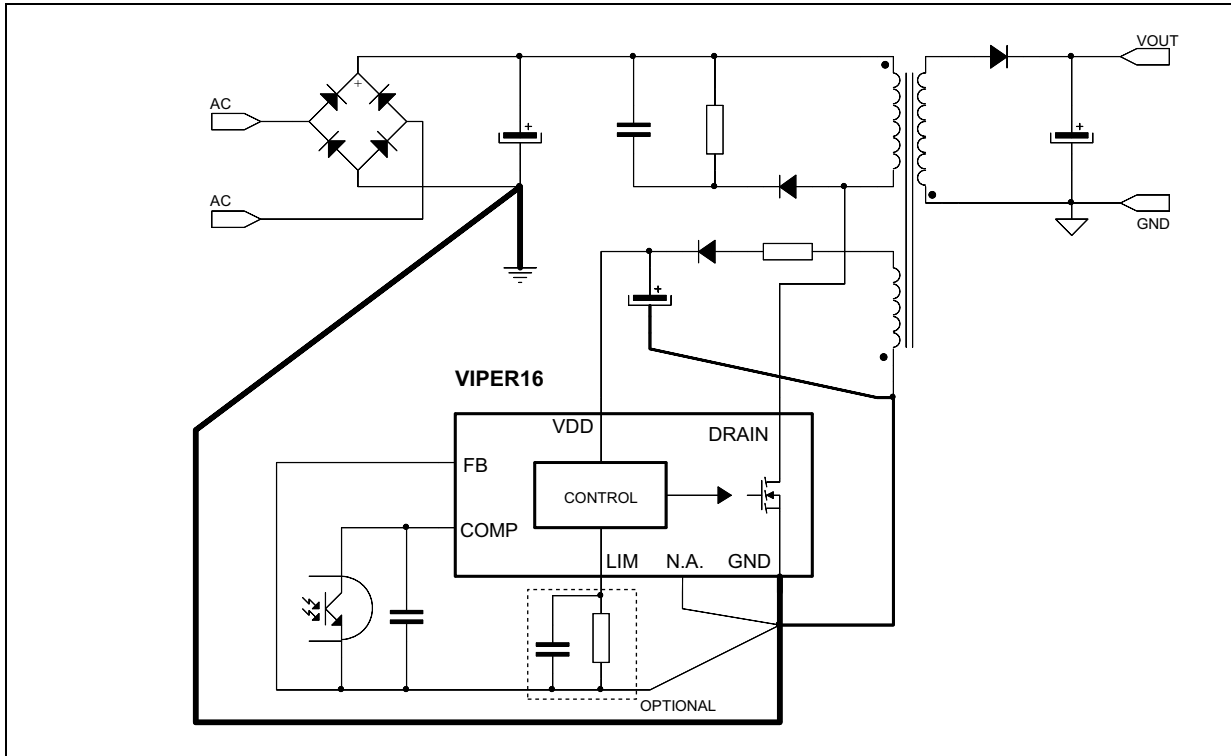 VOUT
AC
+
+
+
AC
GND
+
VIPER16
VDD
DRAIN
FB
CONTROL
COMP
LIM
N.A.
GND
OPTIONAL